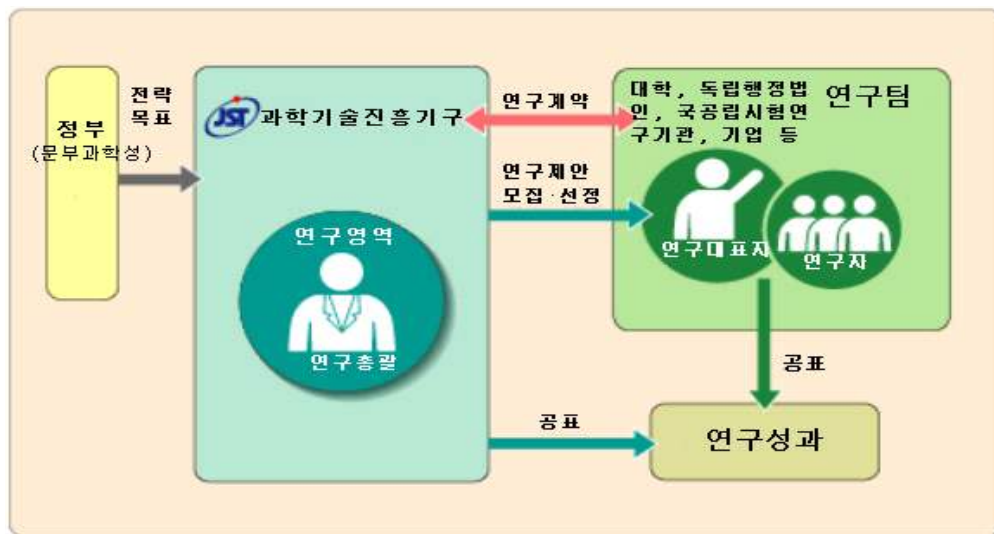 정부
(문부과학성)
전략
목표
JST 과학기술진흥기구
연구영역
연구총괄
연구계약
연구제안
모집·선정
공표
대학, 독립행정법
인, 국공립시험연
구기관, 기업 등
연구팀
연구대표자
연구자
공표
연구성과